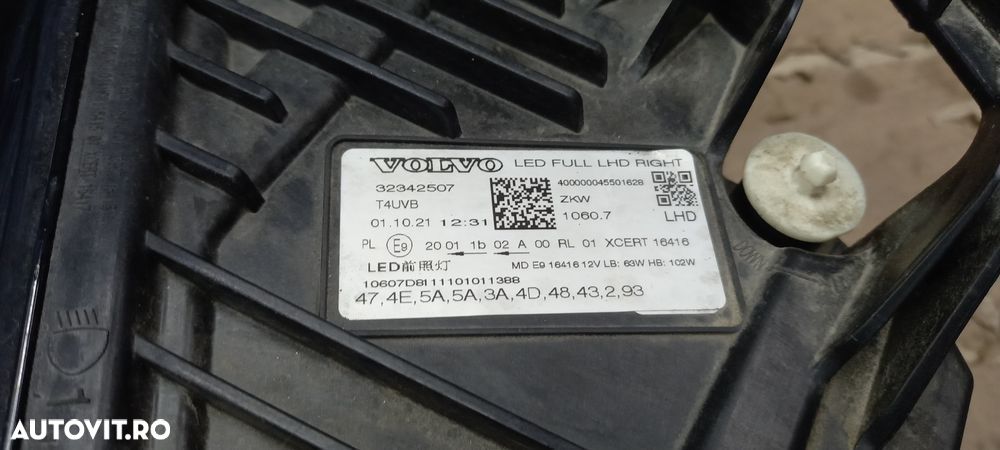 VOLVO LED FULL LHD RIGHT
32342507 400000045501628
T4UVB ZKW
01.10.21 12:31 1060.7 LHD
PL E9 20 01 1b 02 A 00 RL 01 XCERT 16416
LED前照灯 MD E9 16416 12V LB: 63W HB: 102W
10607D8111101011388
47,4E,5A,5A,3A,4D,48,43,2,93
AUTOVIT.RO